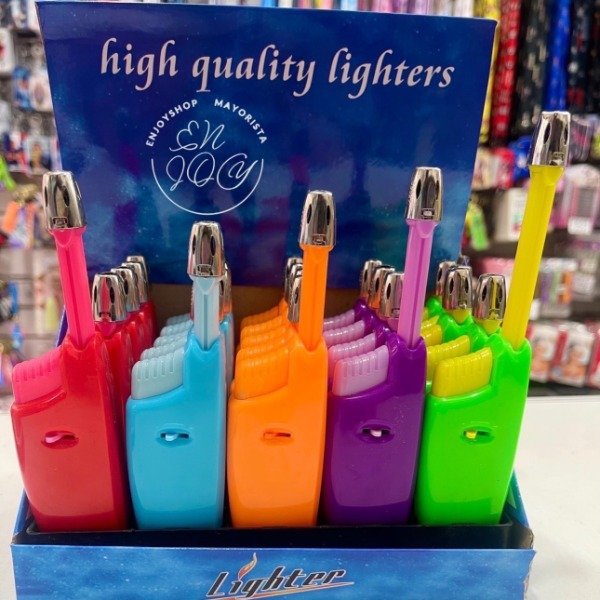 high quality lighters
ENJOYSHOP MAYORISTA
EN
JOY
Lighter